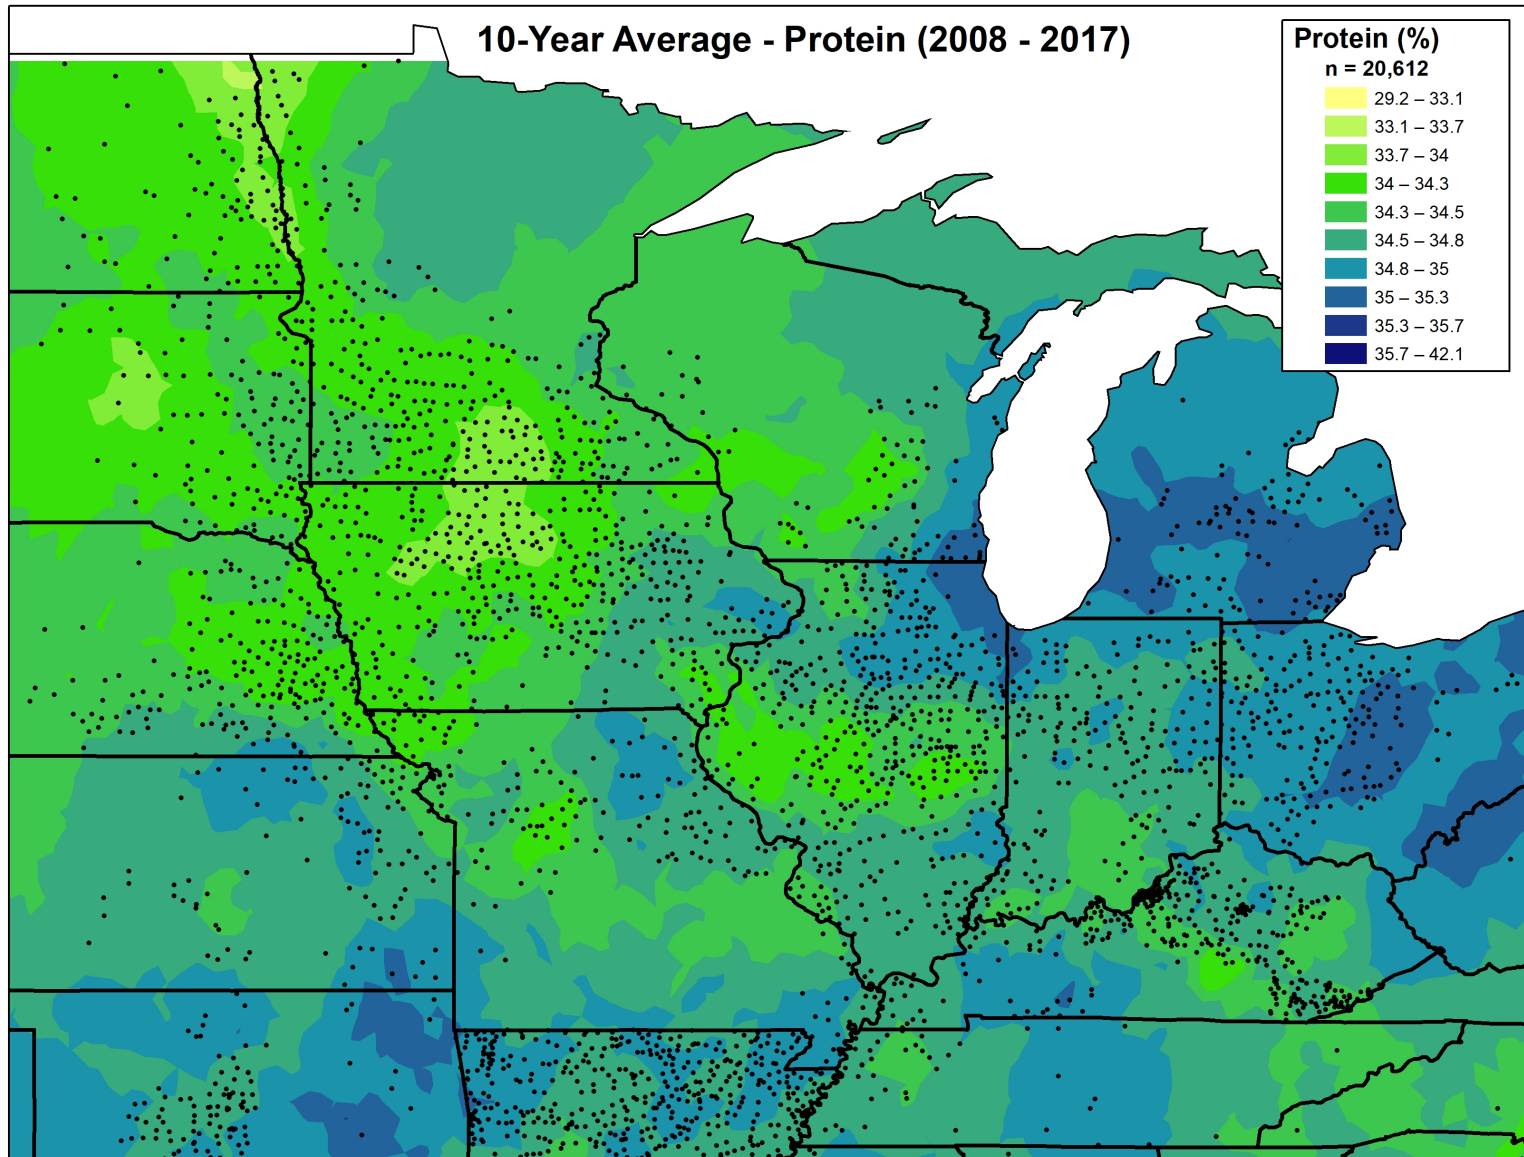 10-Year Average - Protein (2008 - 2017)
Protein (%)
n = 20,612
29.2 – 33.1
33.1 – 33.7
33.7 – 34
34 – 34.3
34.3 – 34.5
34.5 – 34.8
34.8 – 35
35 – 35.3
35.3 – 35.7
35.7 – 42.1